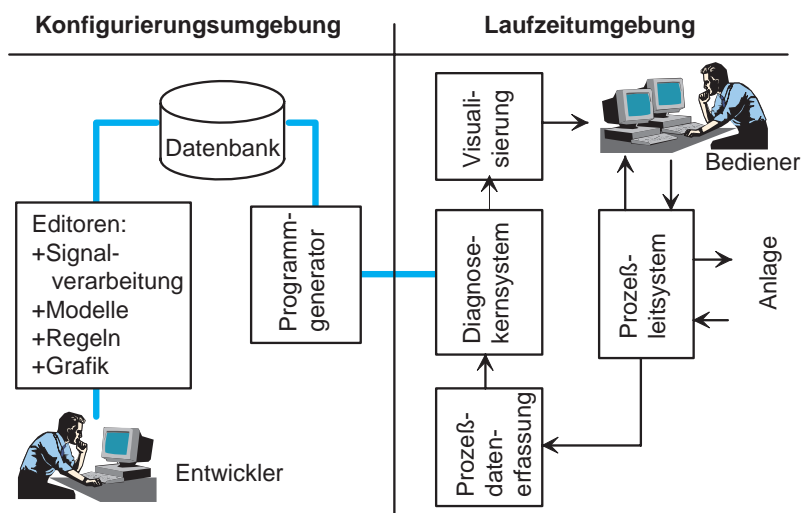 Konfigurierungsumgebung
Laufzeitumgebung
Datenbank
Editoren:
+Signal-
verarbeitung
+Modelle
+Regeln
+Grafik
Entwickler
Programm-
generator
Visuali-
sierung
Diagnose-
kernsystem
Prozeß-
daten-
erfassung
Bediener
Prozeß-
leitsystem
Anlage